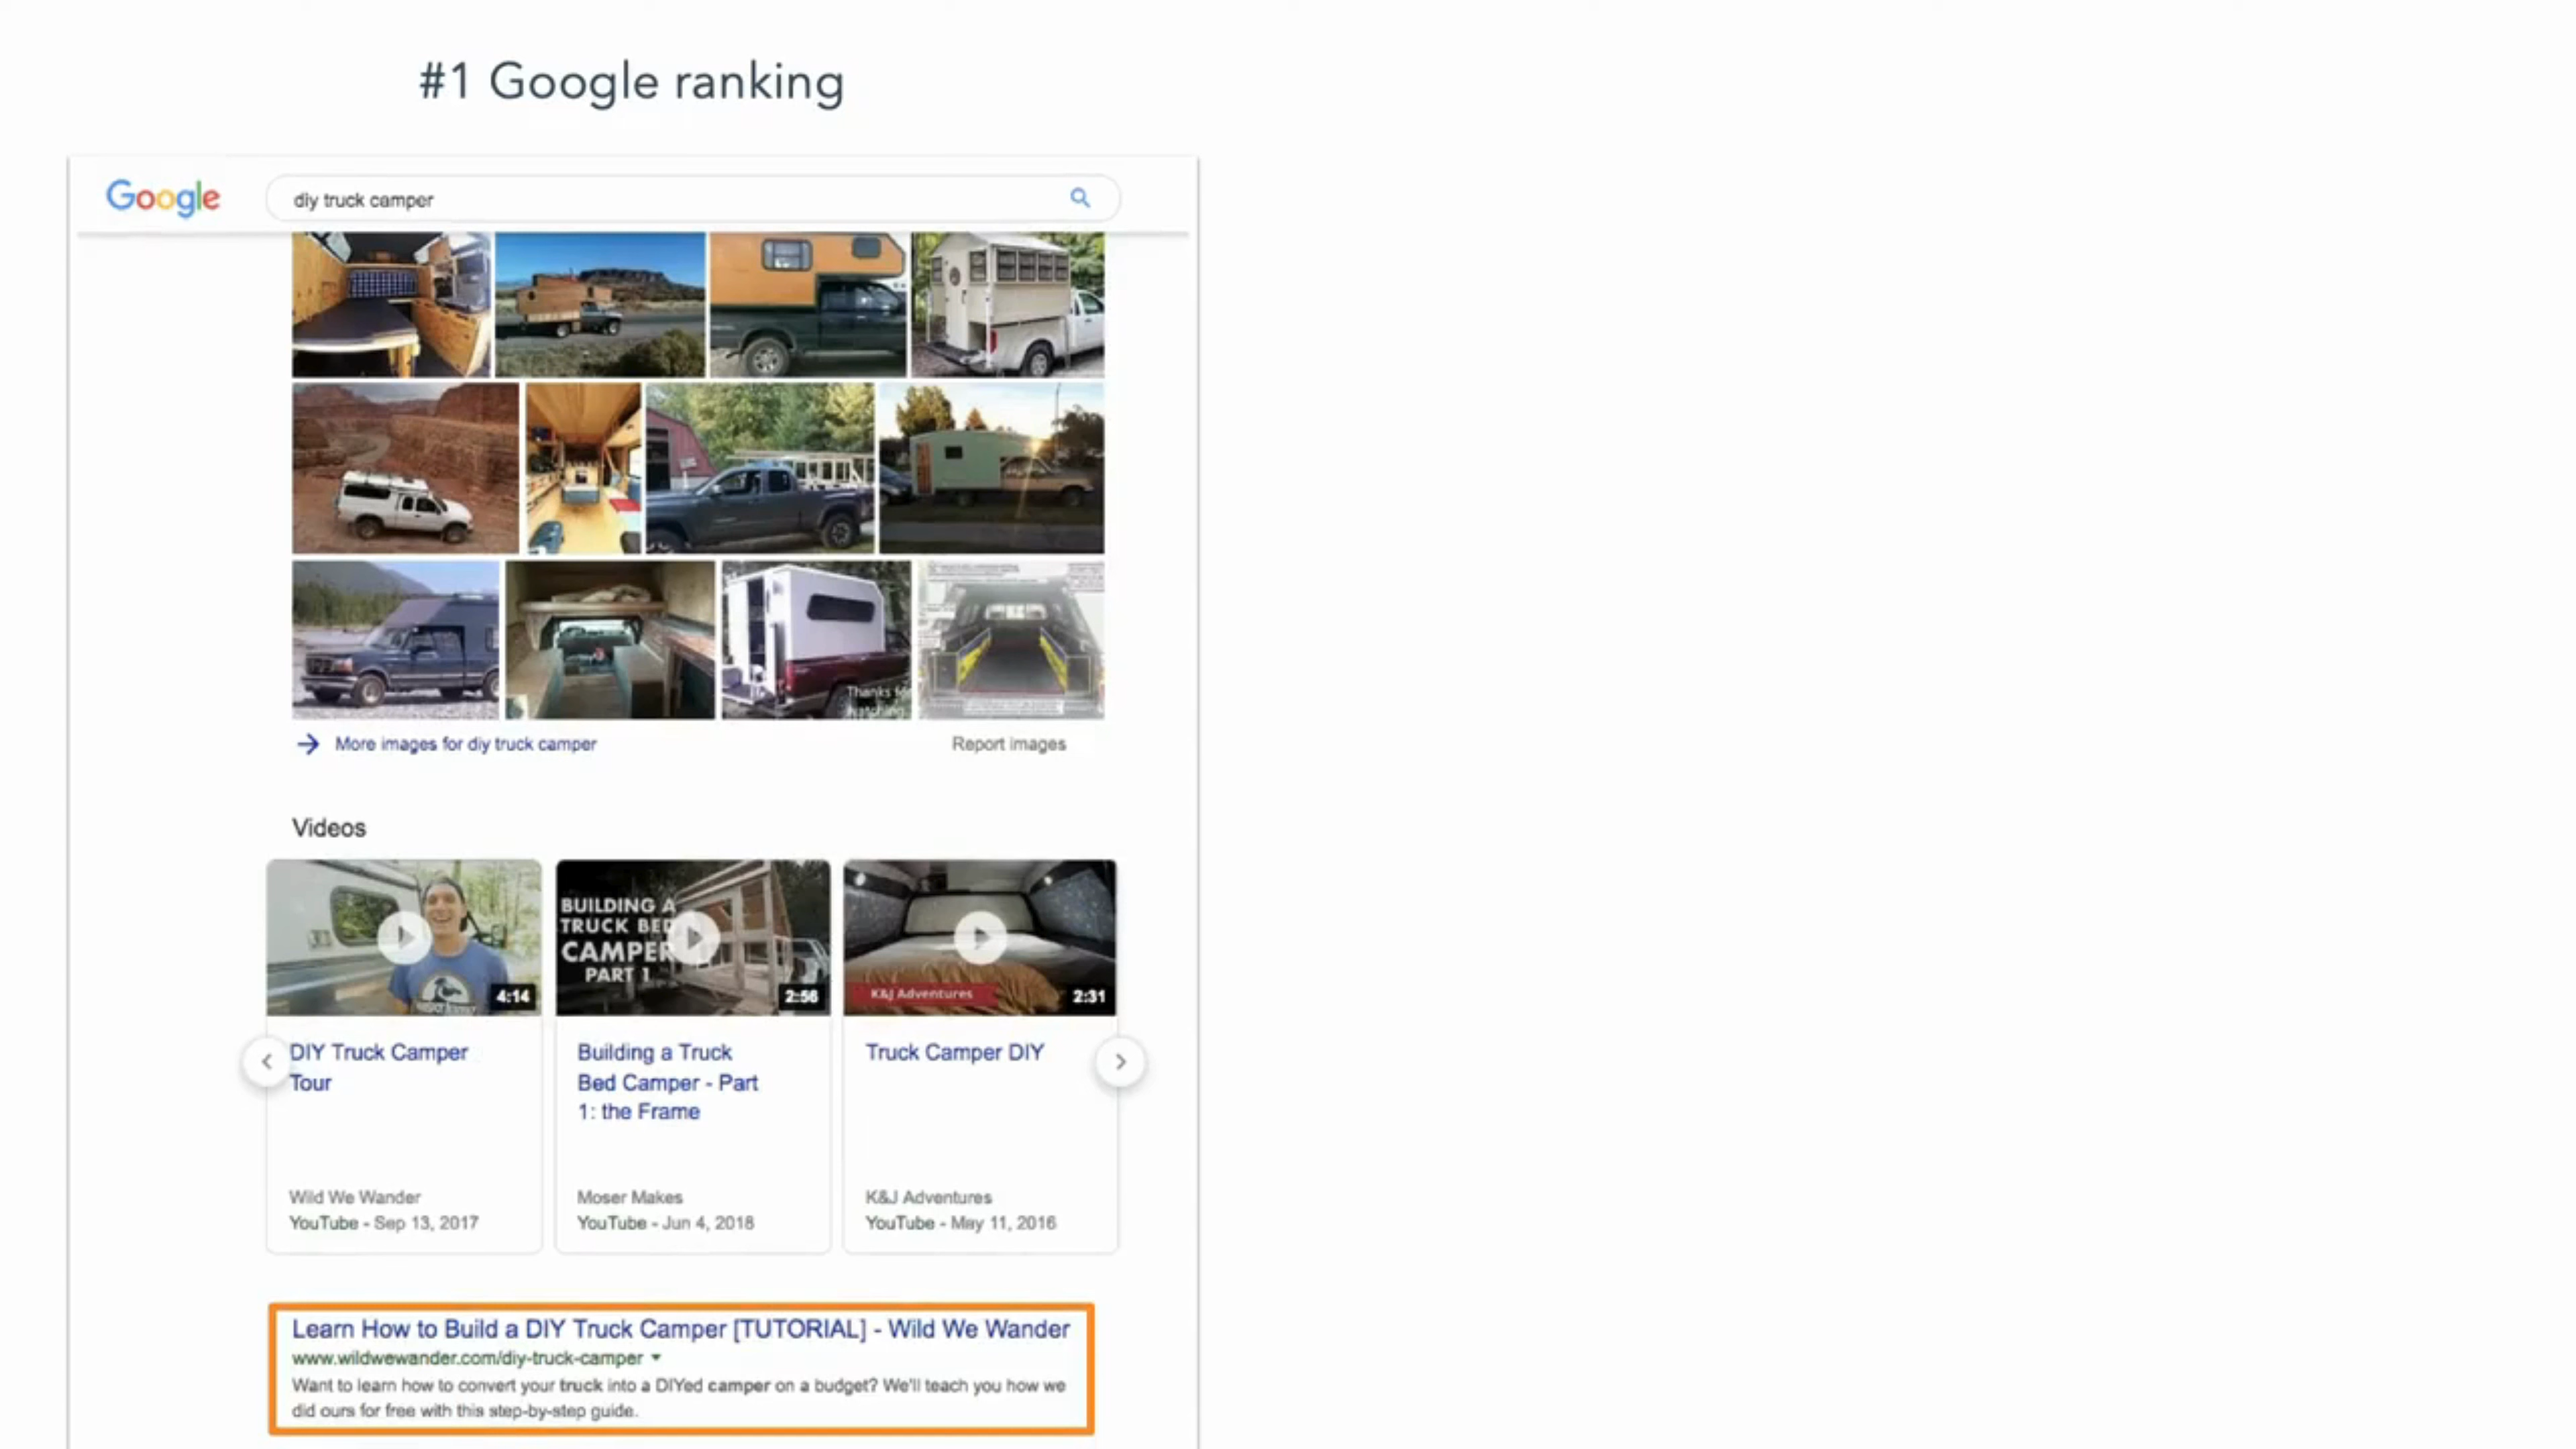 #1 Google ranking
Google
diy truck camper
Thanks for
watching
More images for diy truck camper
Report images
Videos
BUILDING A
TRUCK BED
CAMPER
PART 1
K&J Adventures
4:14
2:56
2:31
DIY Truck Camper
Tour
Building a Truck
Bed Camper - Part
1: the Frame
Truck Camper DIY
Wild We Wander
YouTube - Sep 13, 2017
Moser Makes
YouTube - Jun 4, 2018
K&J Adventures
YouTube - May 11, 2016
Learn How to Build a DIY Truck Camper [TUTORIAL] - Wild We Wander
www.wildwewander.com/diy-truck-camper
Want to learn how to convert your truck into a DIYed camper on a budget? We'll teach you how we
did ours for free with this step-by-step guide.